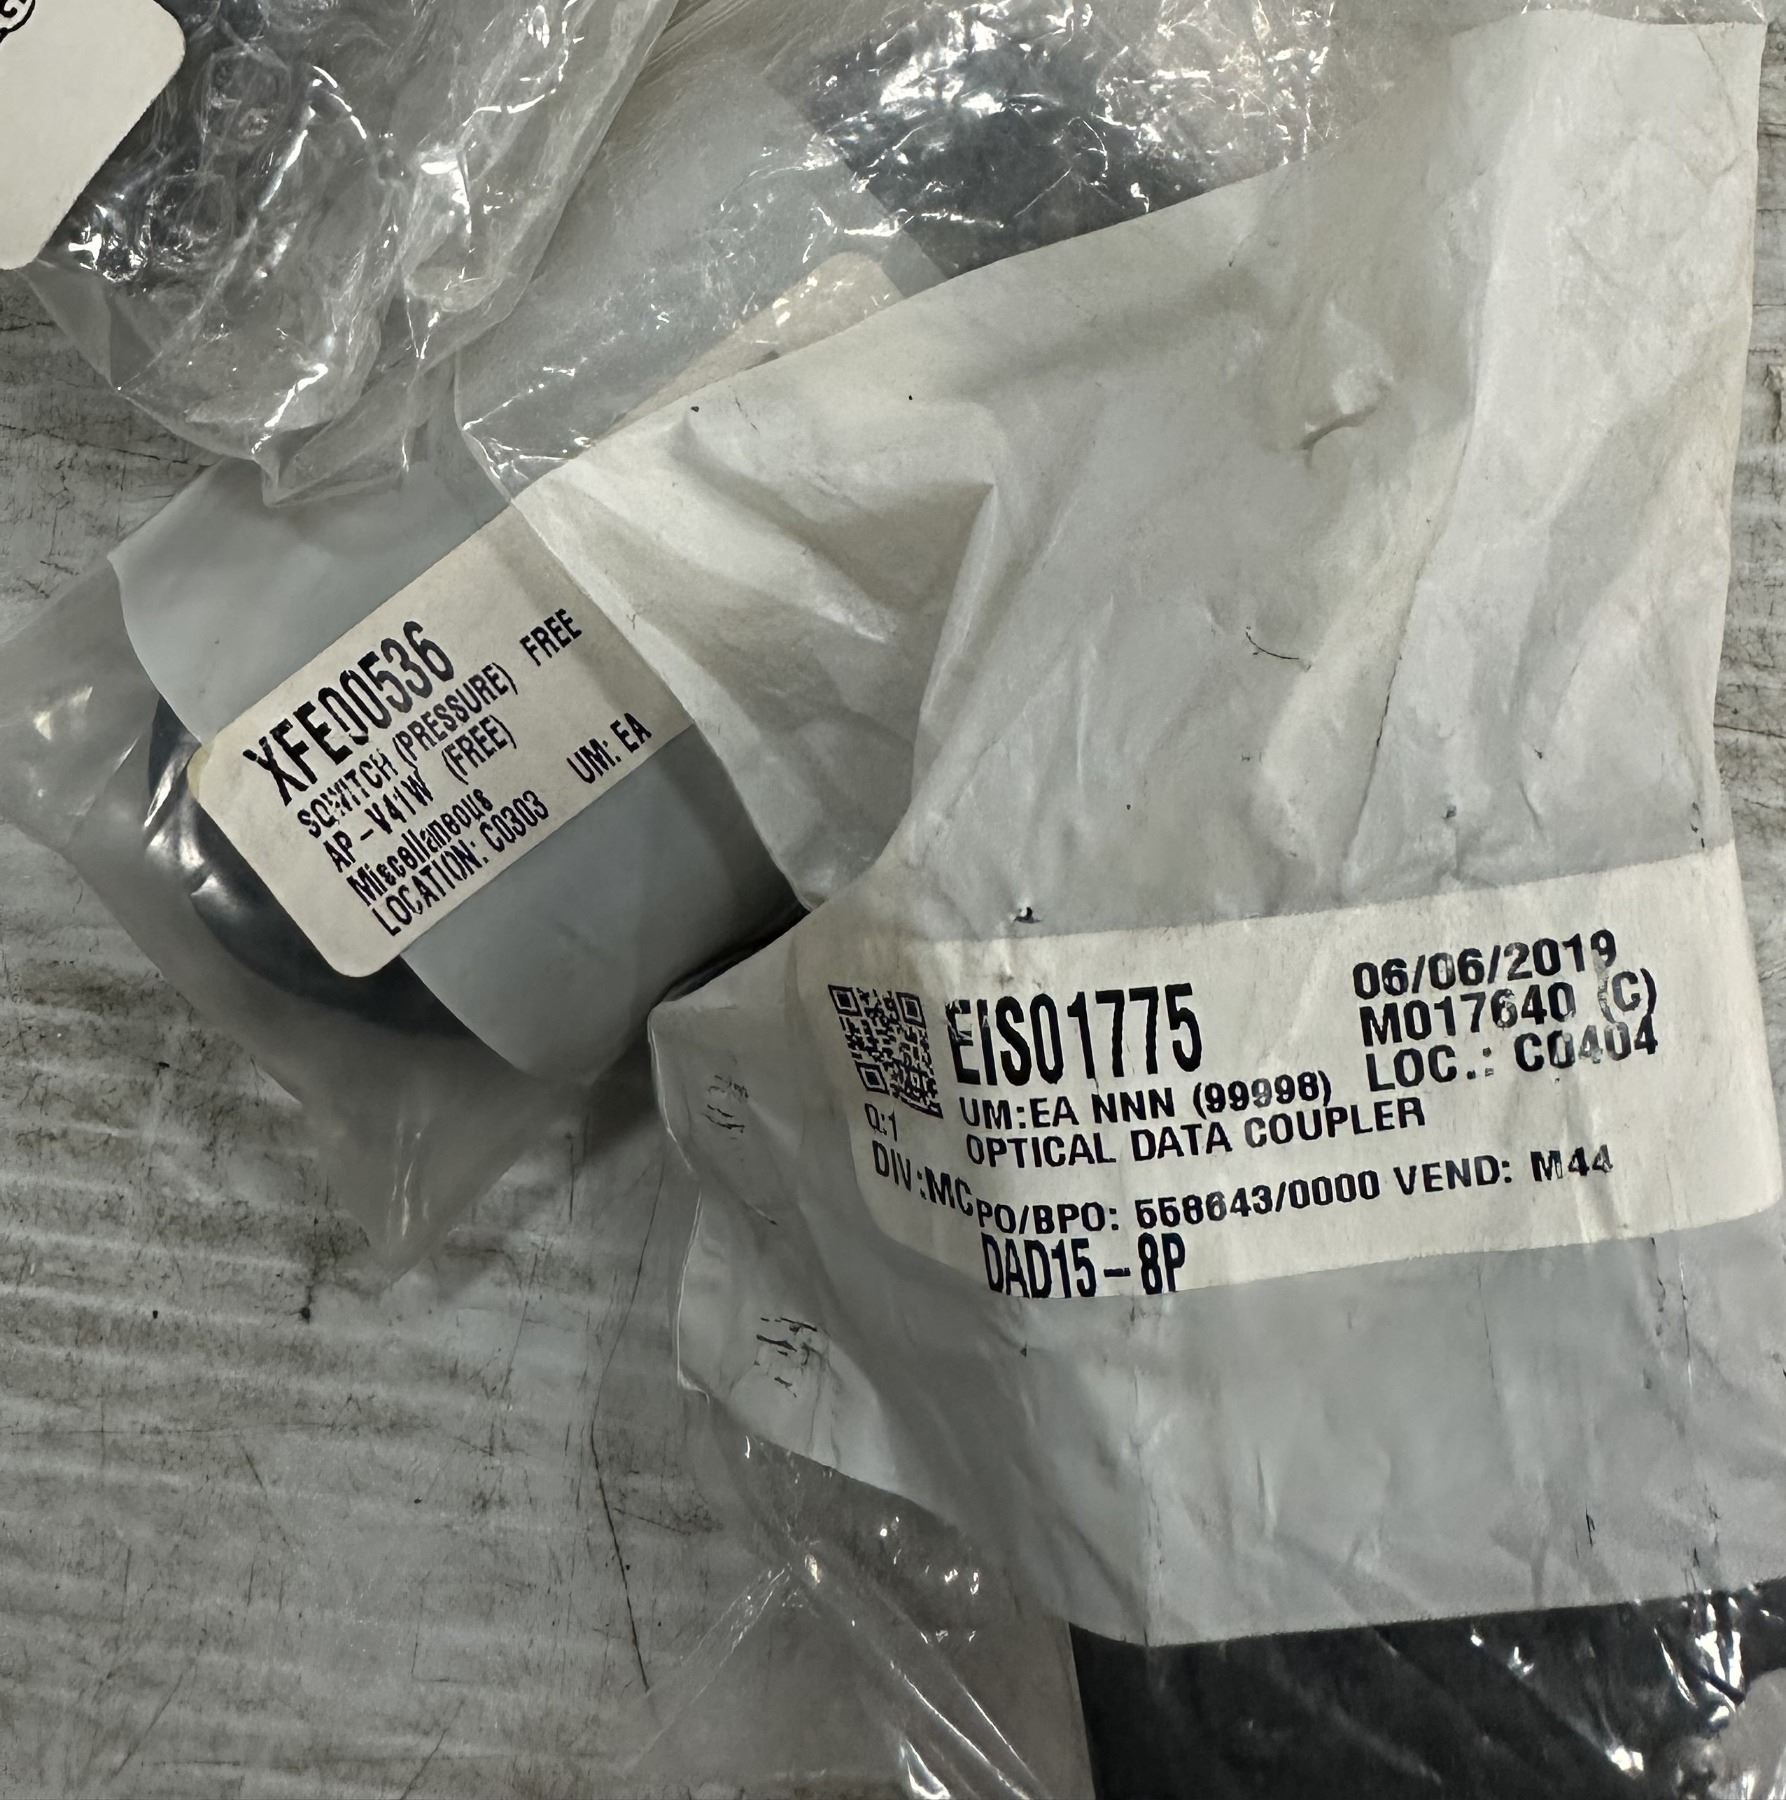 XFE00536
SQWITCH (PRESSURE) FREE
AP-V41W (FREE)
Miscellaneous
LOCATION: C0303 UM: EA
06/06/2019
EIS01775 M017640 (C)
LOC.: C0404
UM:EA NNN (99998)
Q:1
OPTICAL DATA COUPLER
DIV:MC
PO/BPO: 558643/0000 VEND: M44
DAD15-8P